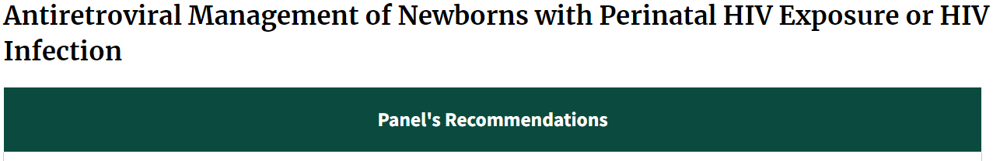 Antiretroviral Management of Newborns with Perinatal HIV Exposure or HIV
Infection
Panel's Recommendations